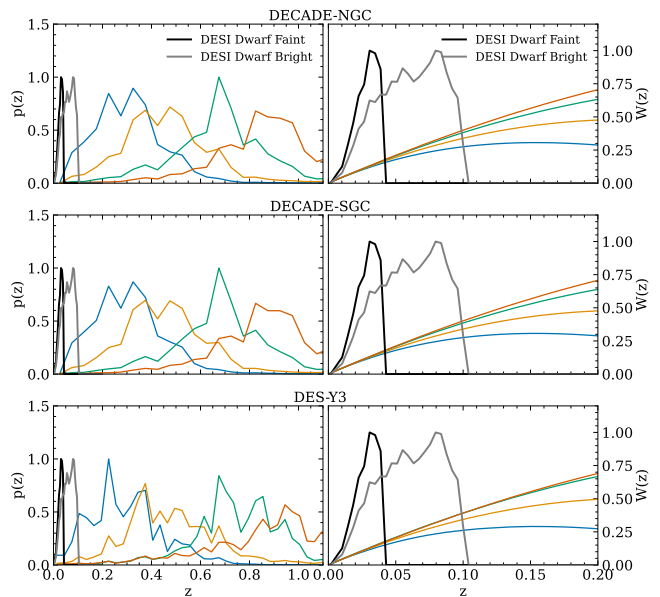 DECADE-NGC
1.5
1.0
0.5
0.0
p(z)
DESI Dwarf Faint
DESI Dwarf Bright
DESI Dwarf Faint
DESI Dwarf Bright
1.00
0.75
0.50
0.25
0.00
W(z)
DECADE-SGC
1.5
1.0
0.5
0.0
p(z)
1.00
0.75
0.50
0.25
0.00
W(z)
DES-Y3
1.5
1.0
0.5
0.0
p(z)
1.00
0.75
0.50
0.25
0.00
W(z)
0.0 0.2 0.4 0.6 0.8 1.0 0.00 0.05 0.10 0.15 0.20
z z